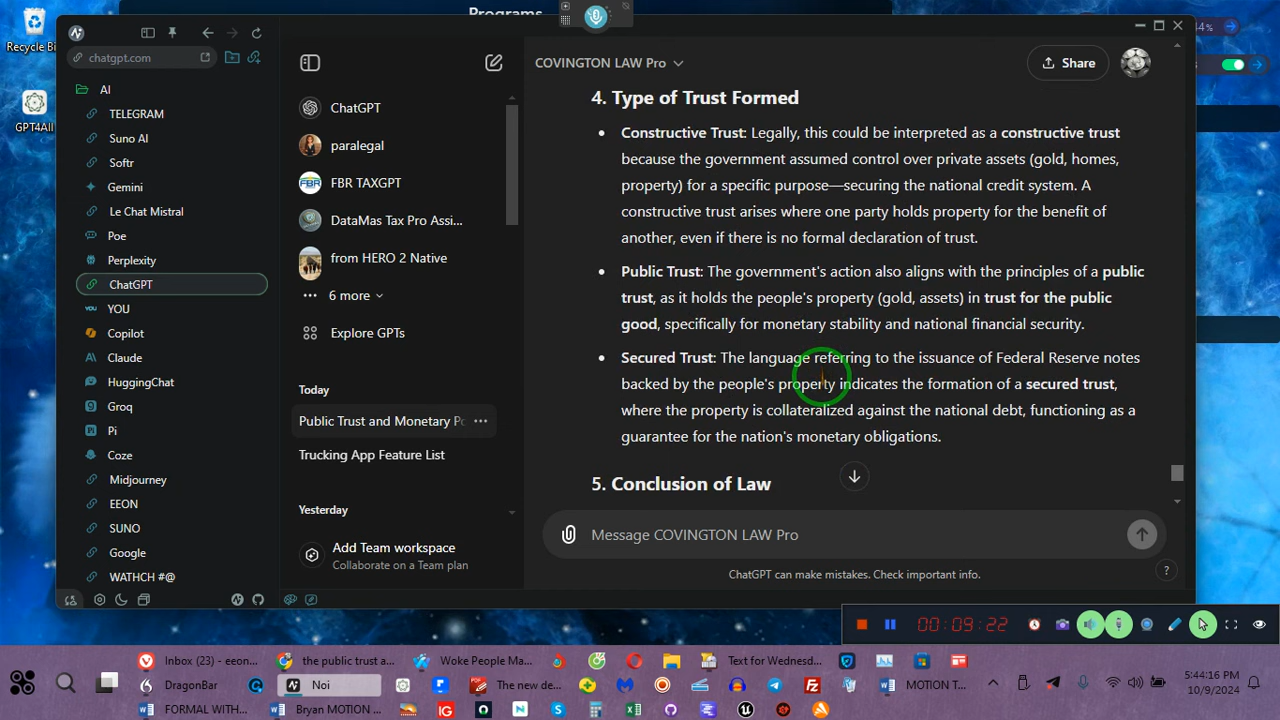 Programs
Recycle Bi
44%
chatgpt.com
COVINGTON LAW Pro
Share
AI
TELEGRAM
Suno AI
Softr
Gemini
Le Chat Mistral
Poe
Perplexity
ChatGPT
YOU
Copilot
Claude
HuggingChat
Groq
Pi
Coze
Midjourney
EEON
SUNO
Google
WATHCH #@
GPT4All
ChatGPT
paralegal
FBR
FBR TAXGPT
DataMas Tax Pro Assi...
from HERO 2 Native
6 more
Explore GPTs
Today
Public Trust and Monetary Po
Trucking App Feature List
Yesterday
Add Team workspace
Collaborate on a Team plan
4. Type of Trust Formed
• Constructive Trust: Legally, this could be interpreted as a constructive trust
because the government assumed control over private assets (gold, homes,
property) for a specific purpose—securing the national credit system. A
constructive trust arises where one party holds property for the benefit of
another, even if there is no formal declaration of trust.
• Public Trust: The government's action also aligns with the principles of a public
trust, as it holds the people's property (gold, assets) in trust for the public
good, specifically for monetary stability and national financial security.
• Secured Trust: The language referring to the issuance of Federal Reserve notes
backed by the people's property indicates the formation of a secured trust,
where the property is collateralized against the national debt, functioning as a
guarantee for the nation's monetary obligations.
5. Conclusion of Law
Message COVINGTON LAW Pro
ChatGPT can make mistakes. Check important info.
?
00:09:22
Inbox (23) - eeon...
the public trust a...
Woke People Ma...
Text for Wednesd...
DragonBar
Noi
The new de...
MOTION T...
FORMAL WITH...
Bryan MOTION ...
5:44:16 PM
10/9/2024